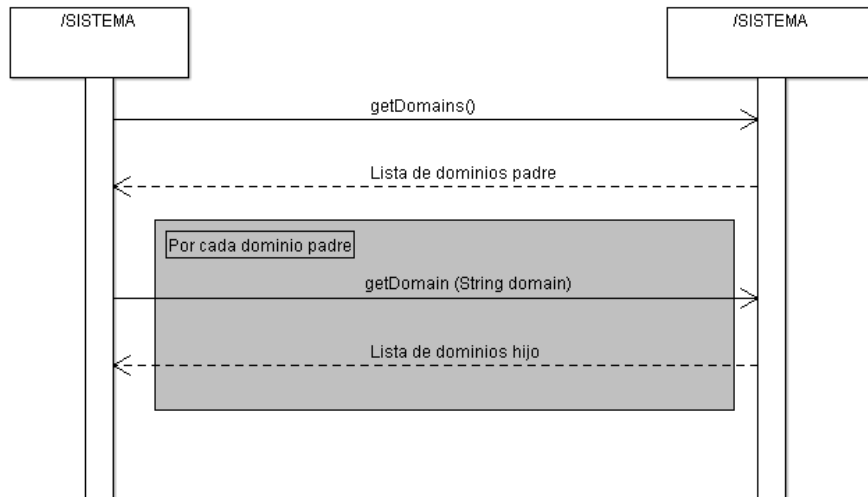 /SISTEMA
/SISTEMA
getDomains()
Lista de dominios padre
Por cada dominio padre
getDomain (String domain)
Lista de dominios hijo